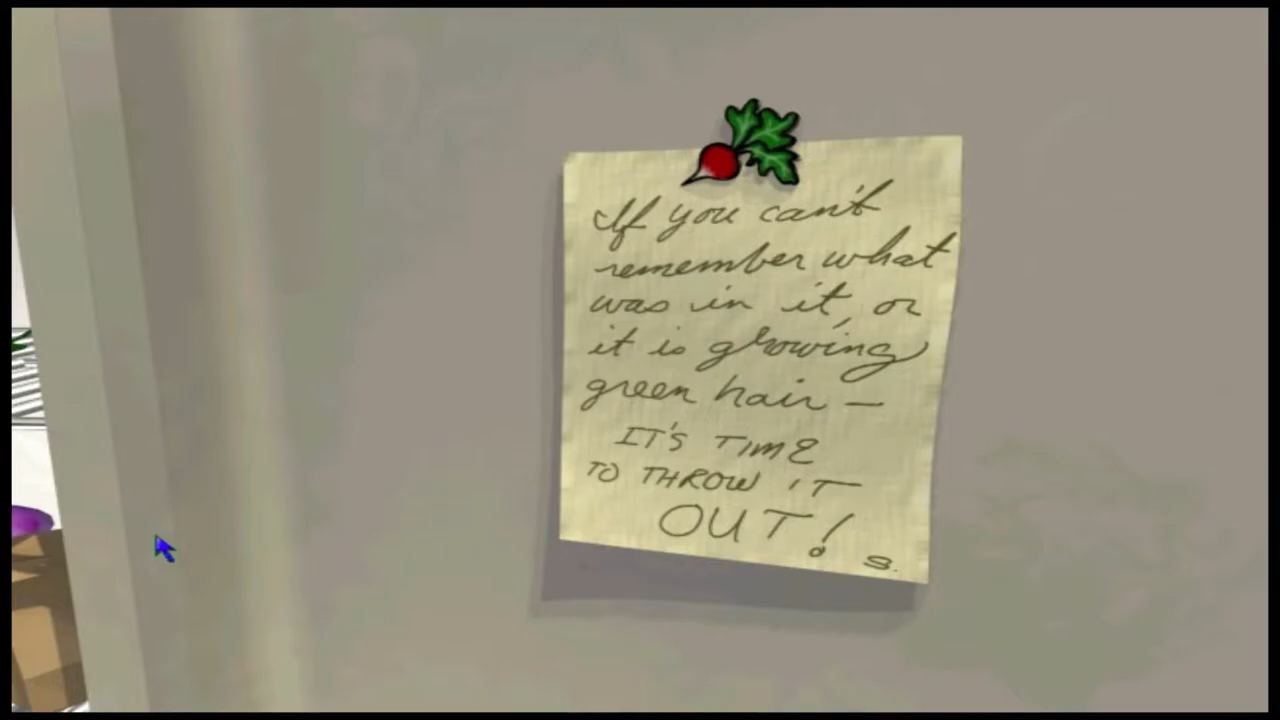 If you can't
remember what
was in it, or
it is growing
green hair —
IT'S TIME
TO THROW IT
OUT!
S.